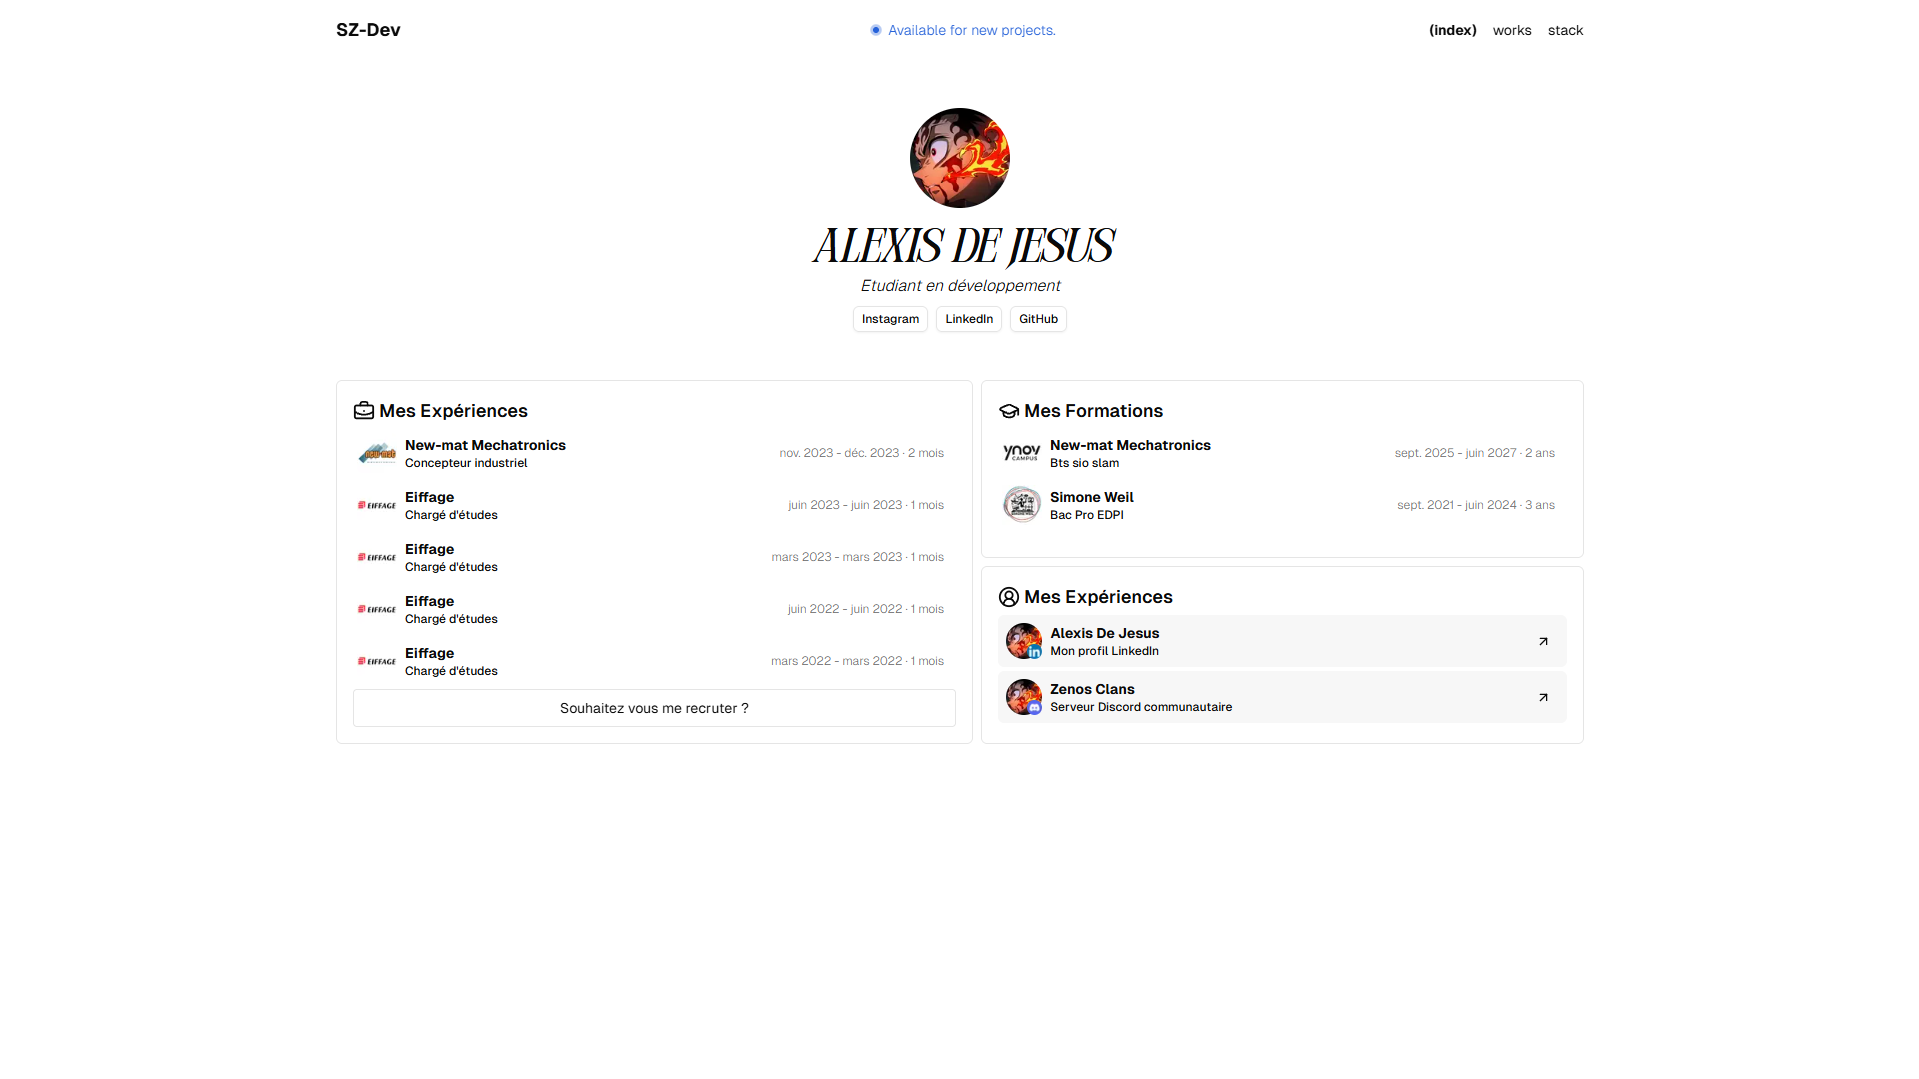 SZ-Dev
Available for new projects.
(index) works stack
ALEXIS DE JESUS
Etudiant en développement
Instagram LinkedIn GitHub
Mes Expériences
New-mat Mechatronics
Concepteur industriel
nov. 2023 - déc. 2023 · 2 mois
EIFFAGE
Eiffage
Chargé d'études
juin 2023 - juin 2023 · 1 mois
EIFFAGE
Eiffage
Chargé d'études
mars 2023 - mars 2023 · 1 mois
EIFFAGE
Eiffage
Chargé d'études
juin 2022 - juin 2022 · 1 mois
EIFFAGE
Eiffage
Chargé d'études
mars 2022 - mars 2022 · 1 mois
Souhaitez vous me recruter ?
Mes Formations
ynov
CAMPUS
New-mat Mechatronics
Bts sio slam
sept. 2025 - juin 2027 · 2 ans
Simone Weil
Bac Pro EDPI
sept. 2021 - juin 2024 · 3 ans
Mes Expériences
in
Alexis De Jesus
Mon profil LinkedIn
Zenos Clans
Serveur Discord communautaire